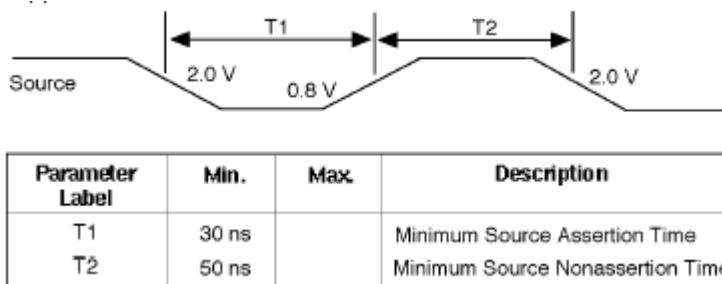 T1 T2
Source 2.0 V 0.8 V 2.0 V
Parameter Label Min. Max. Description
T1 30 ns Minimum Source Assertion Time
T2 50 ns Minimum Source Nonassertion Time